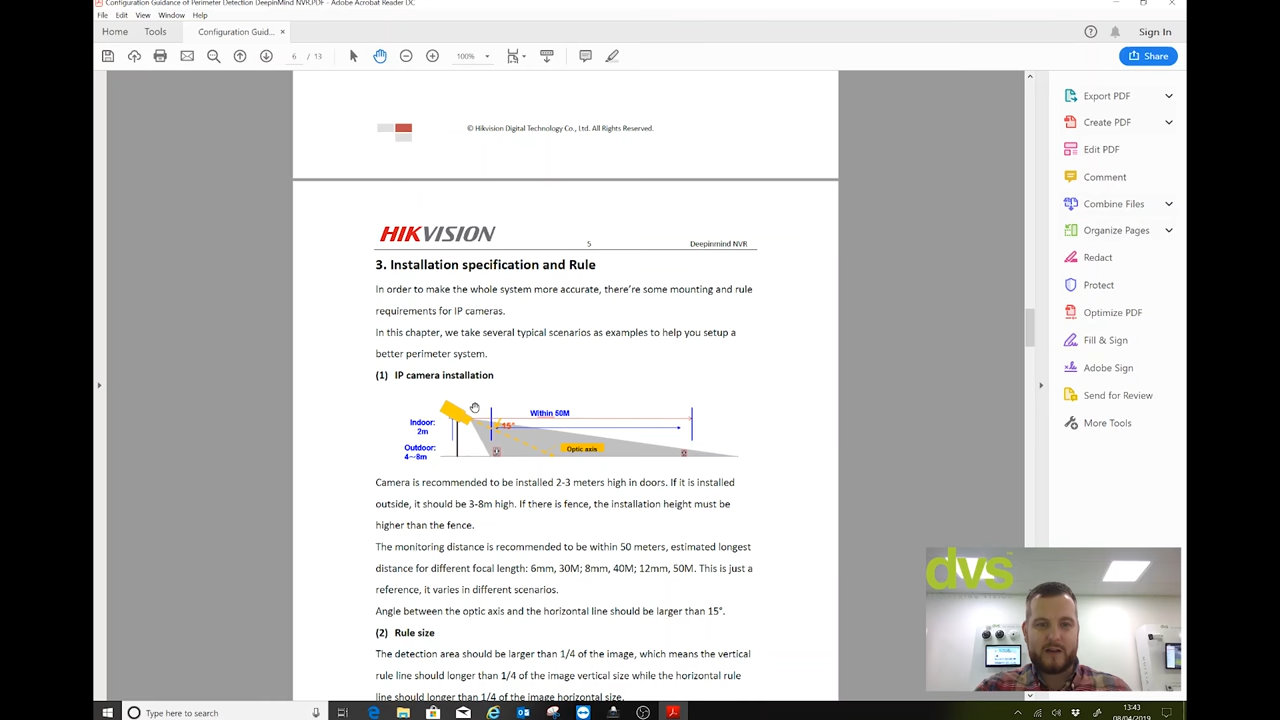 Configuration Guidance of Perimeter Detection DeepinMind NVR.PDF - Adobe Acrobat Reader DC
File Edit View Window Help
Home Tools Configuration Guid... × Sign In
6 / 13 100% Share
© Hikvision Digital Technology Co., Ltd. All Rights Reserved.
HIKVISION
5 Deepinmind NVR
3. Installation specification and Rule
In order to make the whole system more accurate, there're some mounting and rule
requirements for IP cameras.
In this chapter, we take several typical scenarios as examples to help you setup a
better perimeter system.
(1) IP camera installation
Within 50M
Indoor:
2m
15°
Outdoor:
4~8m
Optic axis
Camera is recommended to be installed 2-3 meters high in doors. If it is installed
outside, it should be 3-8m high. If there is fence, the installation height must be
higher than the fence.
The monitoring distance is recommended to be within 50 meters, estimated longest
distance for different focal length: 6mm, 30M; 8mm, 40M; 12mm, 50M. This is just a
reference, it varies in different scenarios.
Angle between the optic axis and the horizontal line should be larger than 15°.
(2) Rule size
The detection area should be larger than 1/4 of the image, which means the vertical
rule line should longer than 1/4 of the image vertical size while the horizontal rule
line should longer than 1/4 of the image horizontal size.
Export PDF
Create PDF
Edit PDF
Comment
Combine Files
Organize Pages
Redact
Protect
Optimize PDF
Fill & Sign
Adobe Sign
Send for Review
More Tools
dvs
Type here to search
13:43
08/04/2019